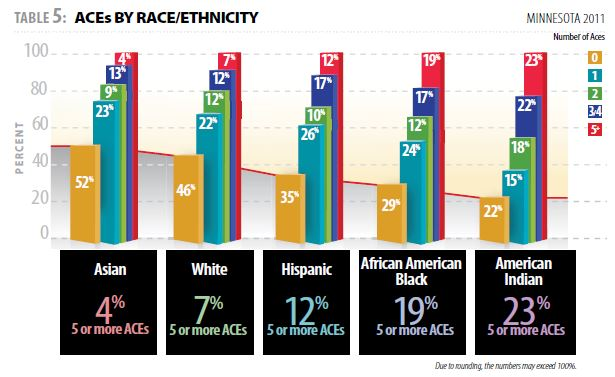 TABLE 5: ACEs BY RACE/ETHNICITY
MINNESOTA 2011
Number of Aces
0
1
2
3/4
5+
PERCENT
100
80
60
40
20
0
4%
13%
9%
23%
52%
7%
12%
12%
22%
46%
12%
17%
10%
26%
35%
19%
17%
12%
24%
29%
23%
22%
18%
15%
22%
Asian
4%
5 or more ACEs
White
7%
5 or more ACEs
Hispanic
12%
5 or more ACEs
African American
Black
19%
5 or more ACEs
American
Indian
23%
5 or more ACEs
Due to rounding, the numbers may exceed 100%.